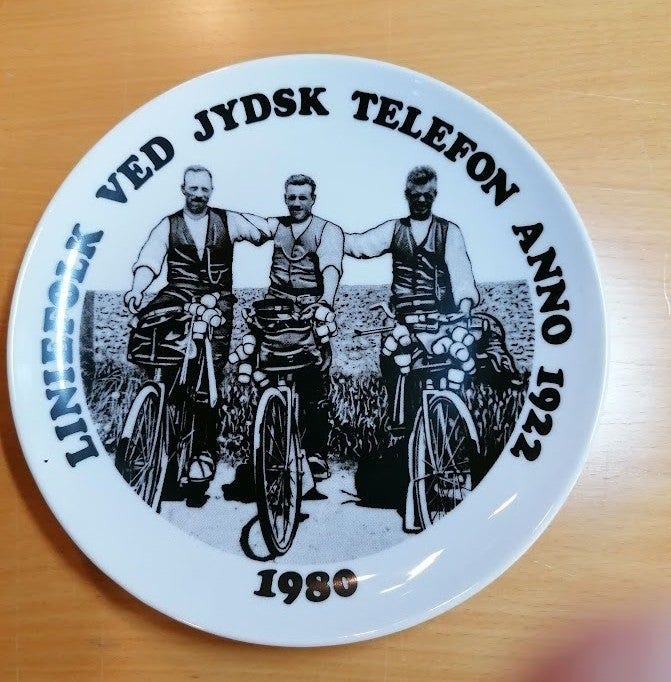 LINIEFOLK VED JYDSK TELEFON ANNO 1922
1980